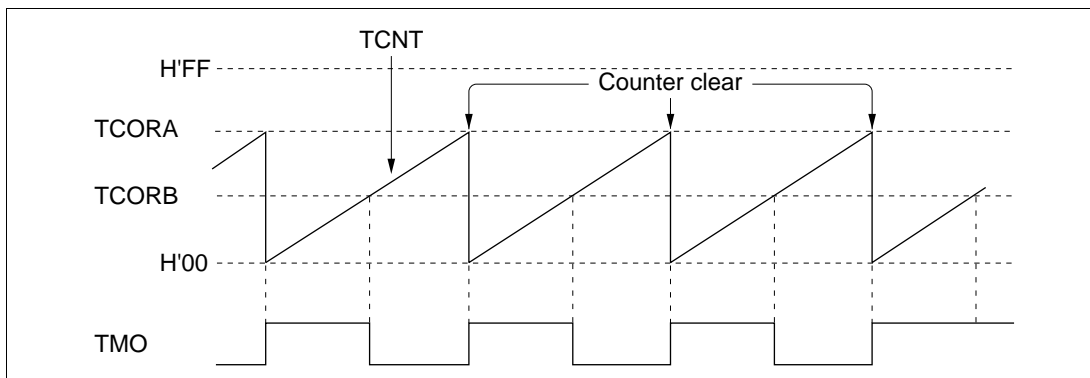 TCNT
H'FF
Counter clear
TCORA
TCORB
H'00
TMO